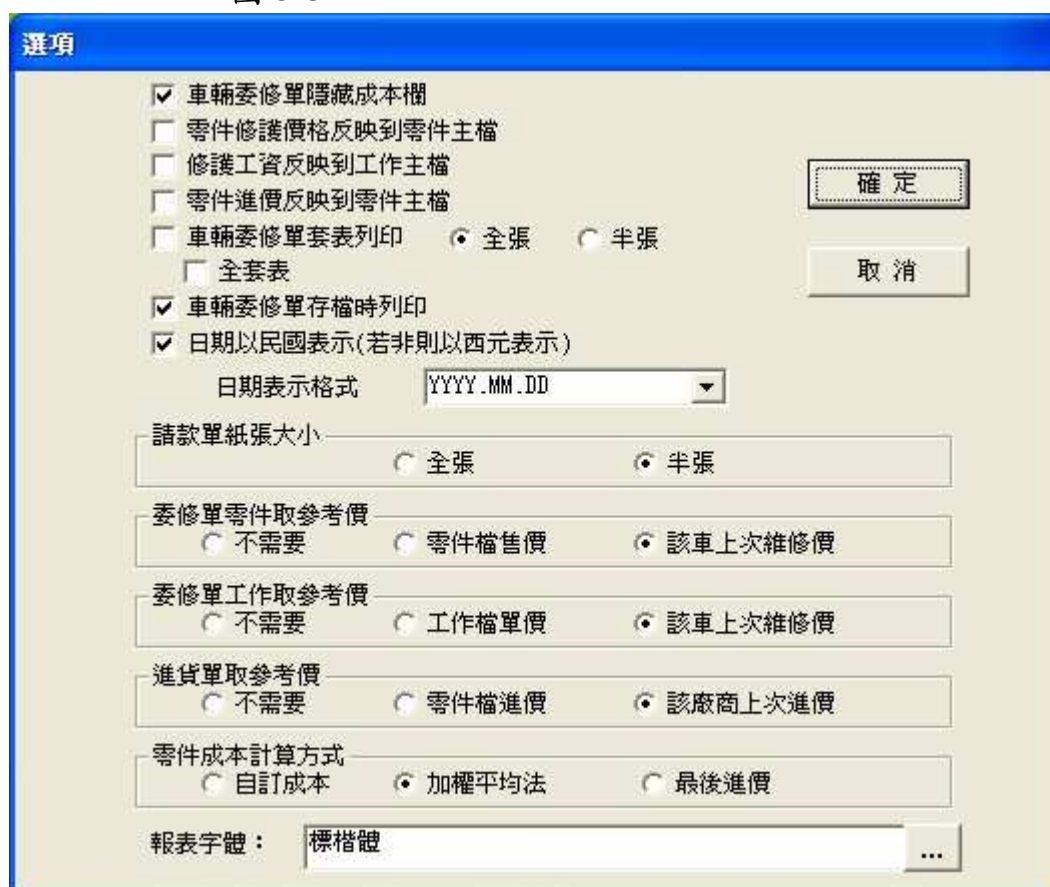 選項
車輛委修單隱藏成本欄
零件修護價格反映到零件主檔
修護工資反映到工作主檔
零件進價反映到零件主檔
車輛委修單套表列印 全張 半張
全套表
車輛委修單存檔時列印
日期以民國表示(若非則以西元表示)
日期表示格式 YYYY.MM.DD
確定
取消
請款單紙張大小
全張 半張
委修單零件取參考價
不需要 零件檔售價 該車上次維修價
委修單工作取參考價
不需要 工作檔單價 該車上次維修價
進貨單取參考價
不需要 零件檔進價 該廠商上次進價
零件成本計算方式
自訂成本 加權平均法 最後進價
報表字體： 標楷體 ...